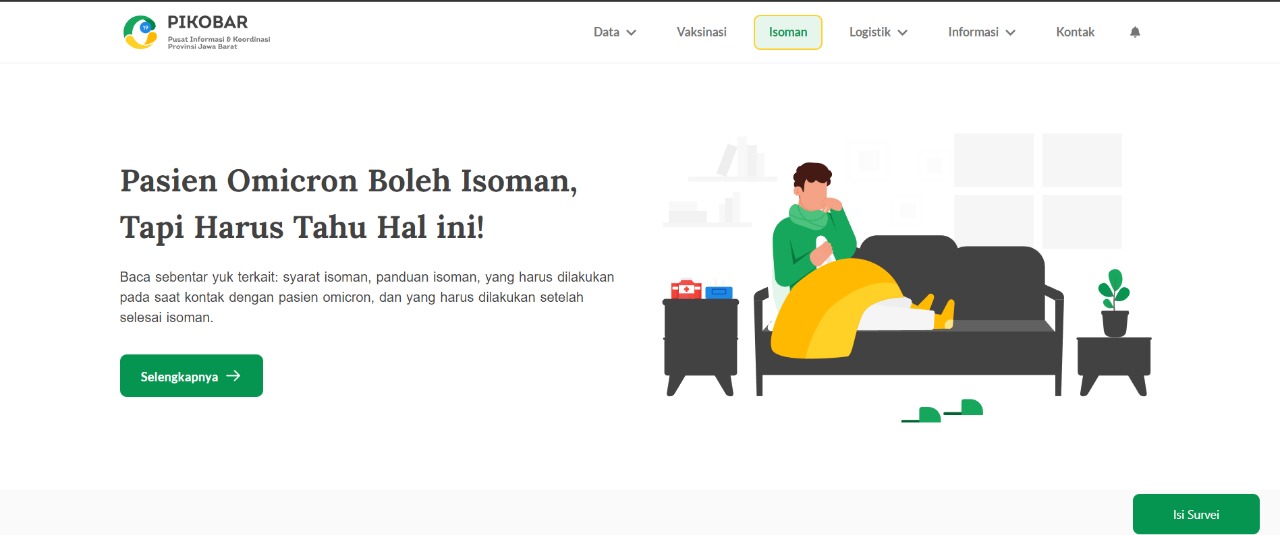 PIKOBAR
Pusat Informasi & Koordinasi
Provinsi Jawa Barat
Data
Vaksinasi
Isoman
Logistik
Informasi
Kontak
Pasien Omicron Boleh Isoman,
Tapi Harus Tahu Hal ini!
Baca sebentar yuk terkait: syarat isoman, panduan isoman, yang harus dilakukan
pada saat kontak dengan pasien omicron, dan yang harus dilakukan setelah
selesai isoman.
Selengkapnya
Isi Survei